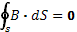 ∮ₛ B · dS = 0